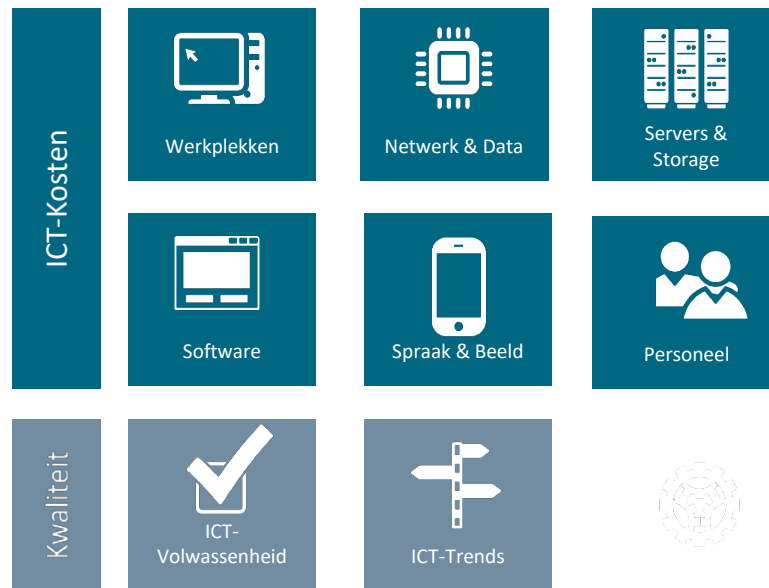 ICT-Kosten
Werkplekken
Netwerk & Data
Servers &
Storage
Software
Spraak & Beeld
Personeel
Kwaliteit
ICT-
Volwassenheid
ICT-Trends